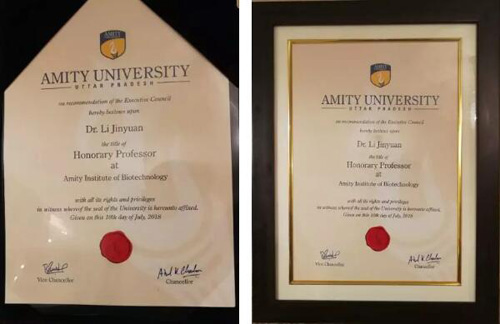 AMITY UNIVERSITY
UTTAR PRADESH
on recommendation of the Executive Council
hereby bestows upon
Dr. Li Jinyuan
the title of
Honorary Professor
at
Amity Institute of Biotechnology
with all its rights and privileges
in witness whereof the seal of the University is hereunto affixed.
Given on this 10th day of July, 2018
Vice Chancellor
Chancellor
AMITY UNIVERSITY
UTTAR PRADESH
on recommendation of the Executive Council
hereby bestows upon
Dr. Li Jinyuan
the title of
Honorary Professor
at
Amity Institute of Biotechnology
with all its rights and privileges
in witness whereof the seal of the University is hereunto affixed.
Given on this 10th day of July, 2018
Vice Chancellor
Chancellor